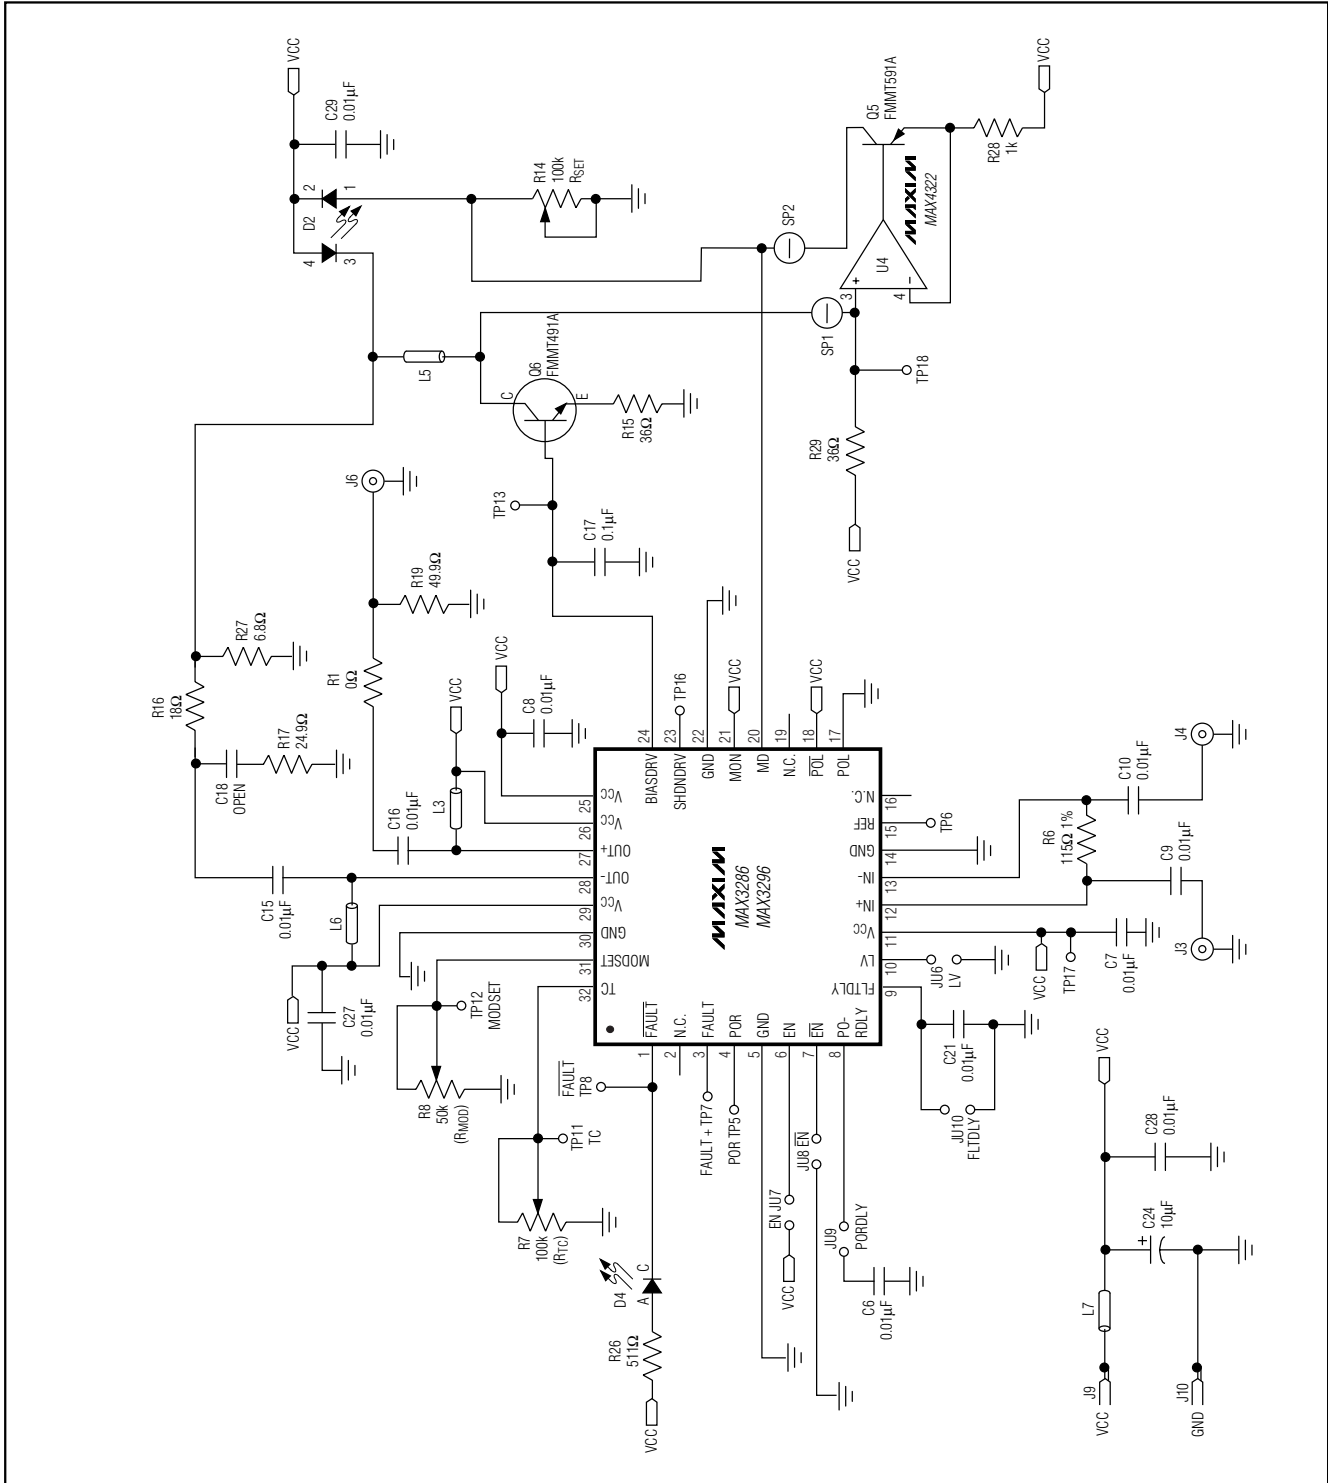 VCC
C29
0.01µF
2
1
D2
4
3
R14
100k
RSET
SP2
Q5
FMMT591A
MAXIM
MAX4322
U4
3
+
4
-
R28
1k
VCC
SP1
TP18
R29
36Ω
VCC
L5
Q6
FMMT491A
C
E
R15
36Ω
TP13
C17
0.1µF
J6
R19
49.9Ω
R1
0Ω
R27
6.8Ω
R16
18Ω
R17
24.9Ω
C18
OPEN
VCC
C8
0.01µF
VCC
L3
C16
0.01µF
C15
0.01µF
L6
VCC
C27
0.01µF
TP12
MODSET
R8
50k
(RMOD)
TP11
TC
R7
100k
(RTC)
TP16
VCC
VCC
24
BIASDRV
23
SHDNDRV
22
GND
21
MON
20
MD
19
N.C.
18
POL
17
POL
25
VCC
26
VCC
27
OUT+
28
OUT-
29
VCC
30
GND
31
MODSET
32
TC
MAXIM
MAX3286
MAX3296
16
N.C.
15
REF
14
GND
13
IN-
12
IN+
11
VCC
10
LV
9
FLTDLY
1
FAULT
2
N.C.
3
FAULT
4
POR
5
GND
6
EN
7
EN
8
PO-
RDLY
TP6
R6
115Ω 1%
C10
0.01µF
J4
C9
0.01µF
J3
VCC
TP17
C7
0.01µF
JU6
LV
C21
0.01µF
JU10
FLTDLY
FAULT
TP8
FAULT + TP7
POR TP5
JU8 EN
EN JU7
VCC
JU9
PORDLY
C6
0.01µF
D4
A
C
R26
511Ω
VCC
VCC
C28
0.01µF
C24
10µF
+
L7
J9
VCC
J10
GND